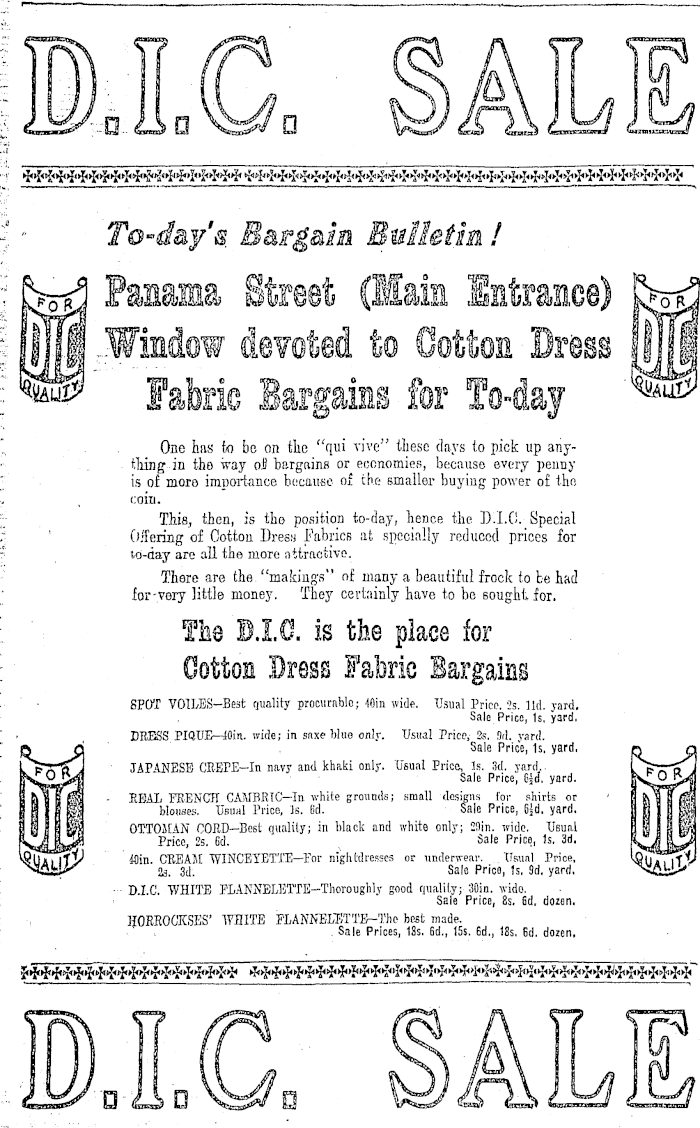 D.I.C. SALE
To-day's Bargain Bulletin!
FOR
DIC
QUALITY
Panama Street (Main Entrance)
Window devoted to Cotton Dress
Fabric Bargains for To-day
FOR
DIC
QUALITY
One has to be on the "qui vive" these days to pick up any-
thing in the way of bargains or economies, because every penny
is of more importance because of the smaller buying power of the
coin.
This, then, is the position to-day, hence the D.I.C. Special
Offering of Cotton Dress Fabrics at specially reduced prices for
to-day are all the more attractive.
There are the "makings" of many a beautiful frock to be had
for very little money. They certainly have to be sought for.
The D.I.C. is the place for
Cotton Dress Fabric Bargains
SPOT VOILES—Best quality procurable; 40in wide. Usual Price, 2s. 11d. yard.
Sale Price, 1s. yard.
DRESS PIQUE—40in. wide; in saxe blue only. Usual Price, 2s. 9d. yard.
Sale Price, 1s. yard.
JAPANESE CREPE—In navy and khaki only. Usual Price, 1s. 3d. yard.
Sale Price, 6½d. yard.
REAL FRENCH CAMBRIC—In white grounds; small designs for shirts or
blouses. Usual Price, 1s. 6d. Sale Price, 6½d. yard.
OTTOMAN CORD—Best quality; in black and white only; 29in. wide. Usual
Price, 2s. 6d. Sale Price, 1s. 3d.
40in. CREAM WINCEYETTE—For nightdresses or underwear. Usual Price,
2s. 3d. Sale Price, 1s. 9d. yard.
D.I.C. WHITE FLANNELETTE—Thoroughly good quality; 30in. wide.
Sale Price, 8s. 6d. dozen.
HORROCKSES' WHITE FLANNELETTE—The best made.
Sale Prices, 18s. 6d., 15s. 6d., 18s. 6d. dozen.
FOR
DIC
QUALITY
FOR
DIC
QUALITY
D.I.C. SALE